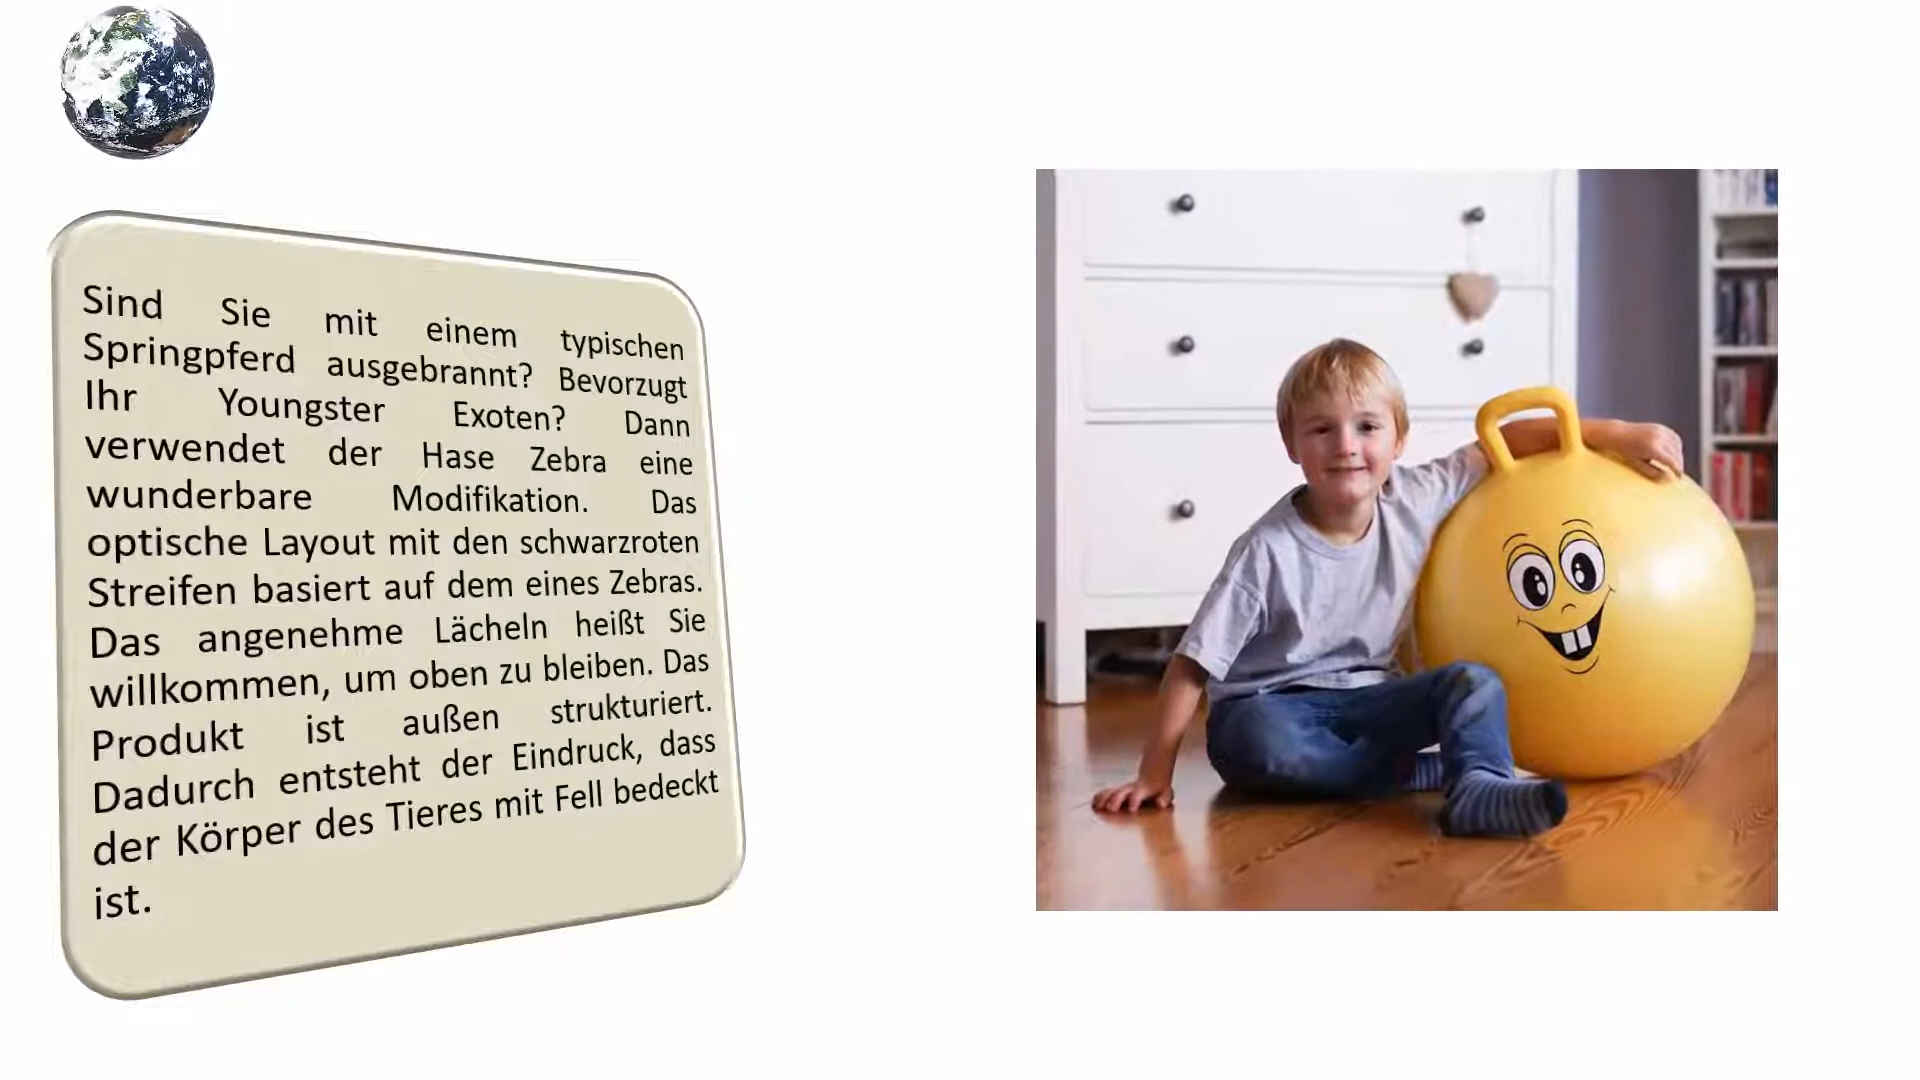 Sind Sie mit einem typischen
Springpferd ausgebrannt? Bevorzugt
Ihr Youngster Exoten? Dann
verwendet der Hase Zebra eine
wunderbare Modifikation. Das
optische Layout mit den schwarzroten
Streifen basiert auf dem eines Zebras.
Das angenehme Lächeln heißt Sie
willkommen, um oben zu bleiben. Das
Produkt ist außen strukturiert.
Dadurch entsteht der Eindruck, dass
der Körper des Tieres mit Fell bedeckt
ist.